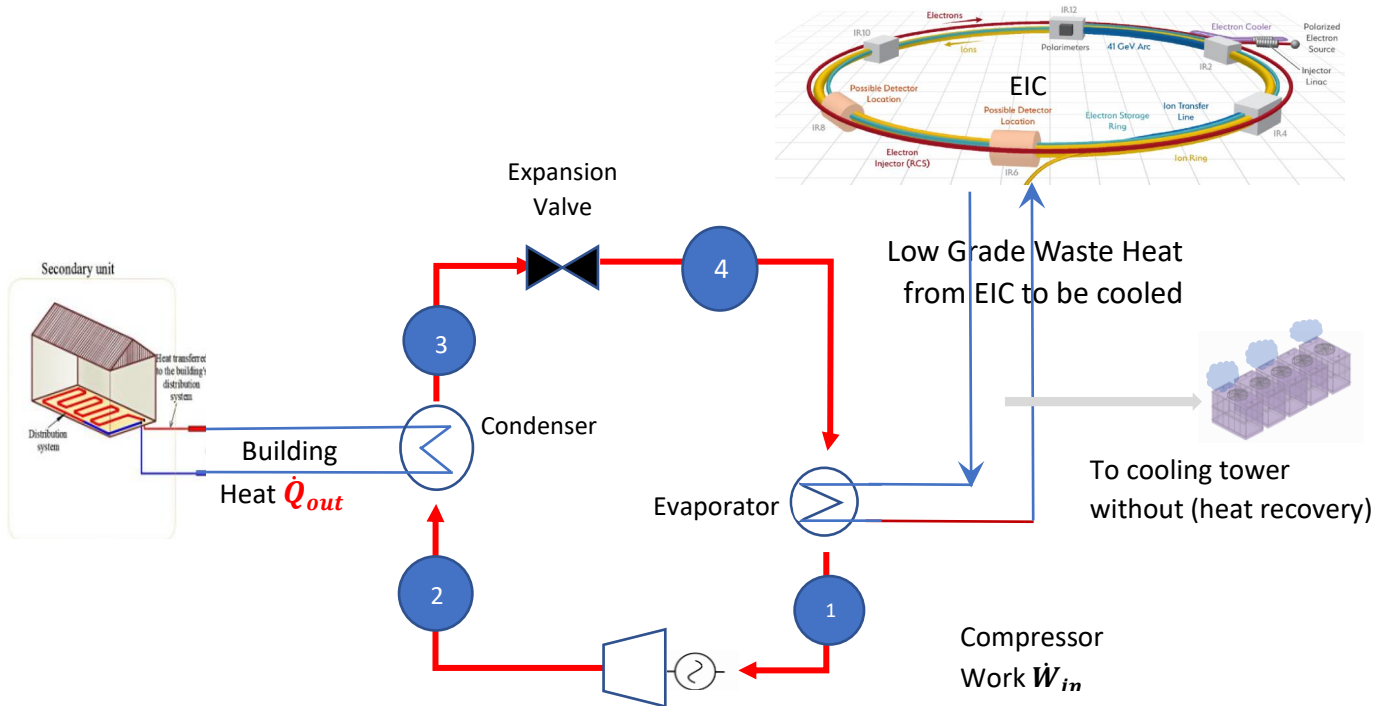 Electrons
IR12
Electron Cooler
Polarized
Electron
Source
IR10
Ions
Polarimeters
41 GeV Arc
IR2
Injector
Linac
EIC
Possible Detector
Location
Possible Detector
Location
Ion Transfer
Line
Electron Storage
Ring
IR8
IR4
Electron
Injector (RCS)
Ion Ring
IR6
Expansion
Valve
4
Low Grade Waste Heat
from EIC to be cooled
Secondary unit
3
Heat transferred
to the building's
distribution
system
Distribution
system
Condenser
Building
Heat Q̇out
Evaporator
To cooling tower
without (heat recovery)
2
1
Compressor
Work Ẇin